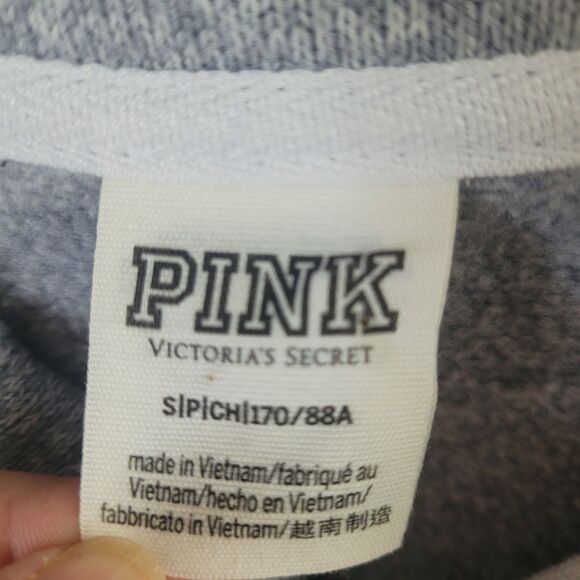 PINK
VICTORIA'S SECRET
S|P|CH|170/88A
made in Vietnam/fabriqué au
Vietnam/hecho en Vietnam/
fabbricato in Vietnam/越南制造